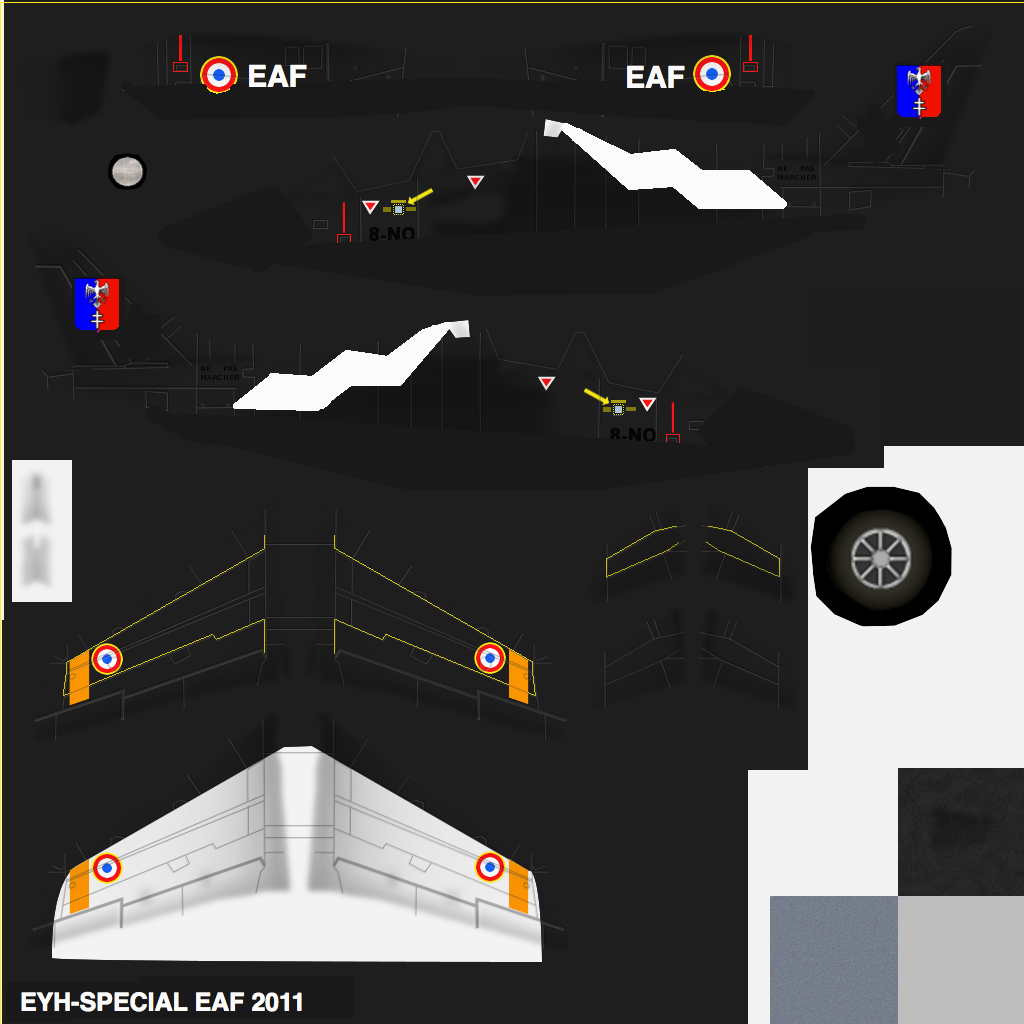 EAF
EAF
NE PAS
MARCHER
8-NO
NE PAS
MARCHER
8-NO
EYH-SPECIAL EAF 2011